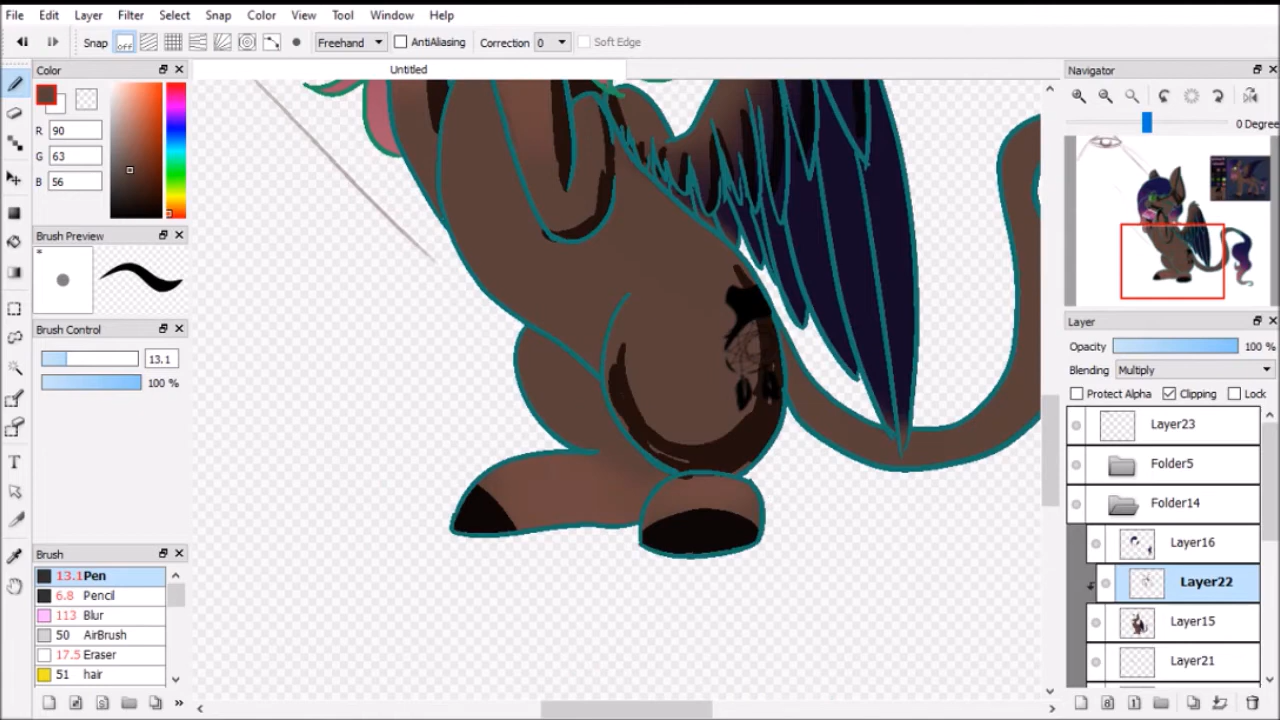 File Edit Layer Filter Select Snap Color View Tool Window Help
Snap off Freehand AntiAliasing Correction 0 Soft Edge
Color
R 90
G 63
B 56
Brush Preview
*
Brush Control
13.1
100 %
Brush
13.1 Pen
6.8 Pencil
113 Blur
50 AirBrush
17.5 Eraser
51 hair
Untitled
Navigator
0 Degree
Layer
Opacity 100 %
Blending Multiply
Protect Alpha Clipping Lock
Layer23
Folder5
Folder14
Layer16
Layer22
Layer15
Layer21